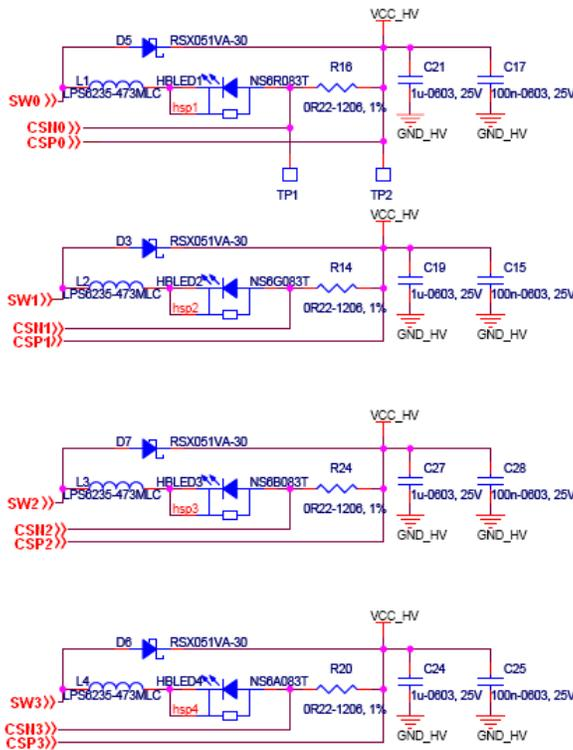 VCC_HV
D5 RSX051VA-30
L1 HBLED1 NS6R083T R16 C21 C17
SW0 LPS6235-473MLC 1u-0603, 25V 100n-0603, 25V
hsp1 0R22-1206, 1%
CSN0 GND_HV GND_HV
CSP0
TP1 TP2
VCC_HV
D3 RSX051VA-30
L2 HBLED2 NS6G083T R14 C19 C15
SW1 LPS6235-473MLC 1u-0603, 25V 100n-0603, 25V
hsp2 0R22-1206, 1%
CSN1 GND_HV GND_HV
CSP1
VCC_HV
D7 RSX051VA-30
L3 HBLED3 NS6B083T R24 C27 C28
SW2 LPS6235-473MLC 1u-0603, 25V 100n-0603, 25V
hsp3 0R22-1206, 1%
CSN2 GND_HV GND_HV
CSP2
VCC_HV
D6 RSX051VA-30
L4 HBLED4 NS6A083T R20 C24 C25
SW3 LPS6235-473MLC 1u-0603, 25V 100n-0603, 25V
hsp4 0R22-1206, 1%
CSN3 GND_HV GND_HV
CSP3